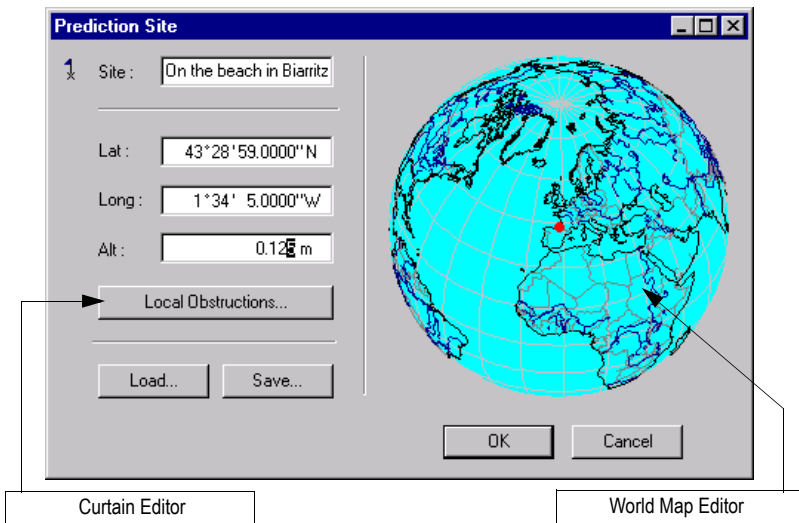 Prediction Site
Site : On the beach in Biarritz
Lat : 43°28'59.0000"N
Long : 1°34' 5.0000"W
Alt : 0.125 m
Local Obstructions...
Load... Save...
OK Cancel
Curtain Editor World Map Editor